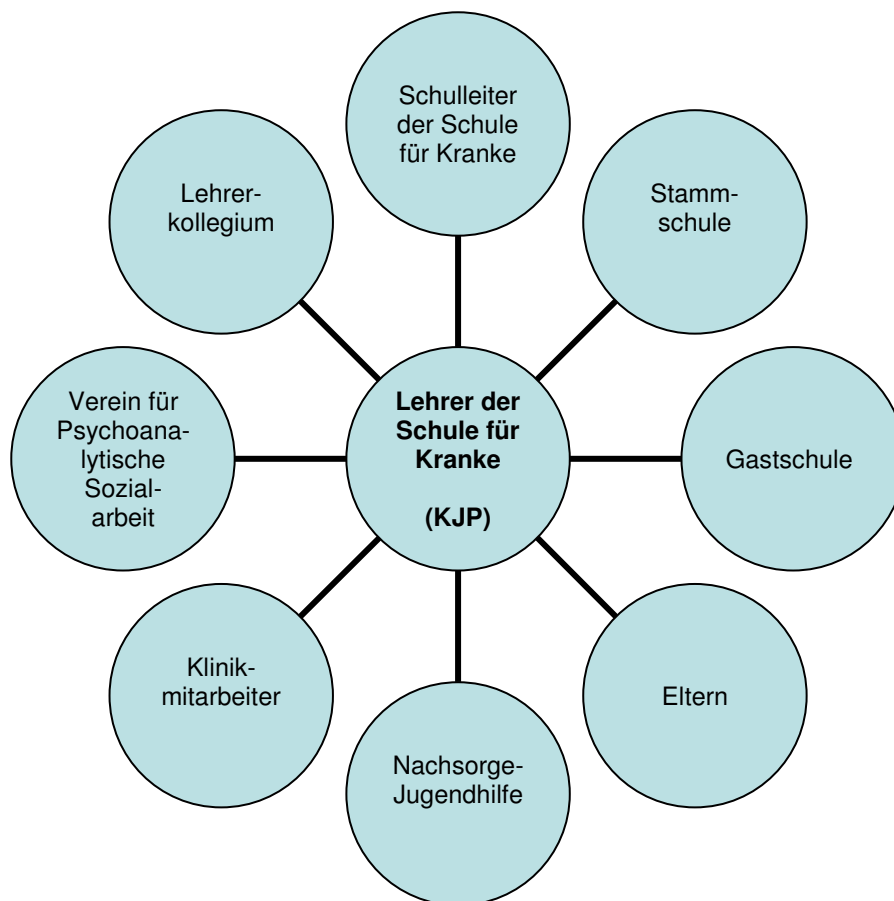 Schulleiter
der Schule
für Kranke
Lehrer-
kollegium
Stamm-
schule
Verein für
Psychoana-
lytische
Sozial-
arbeit
Lehrer der
Schule für
Kranke
(KJP)
Gastschule
Klinik-
mitarbeiter
Eltern
Nachsorge-
Jugendhilfe